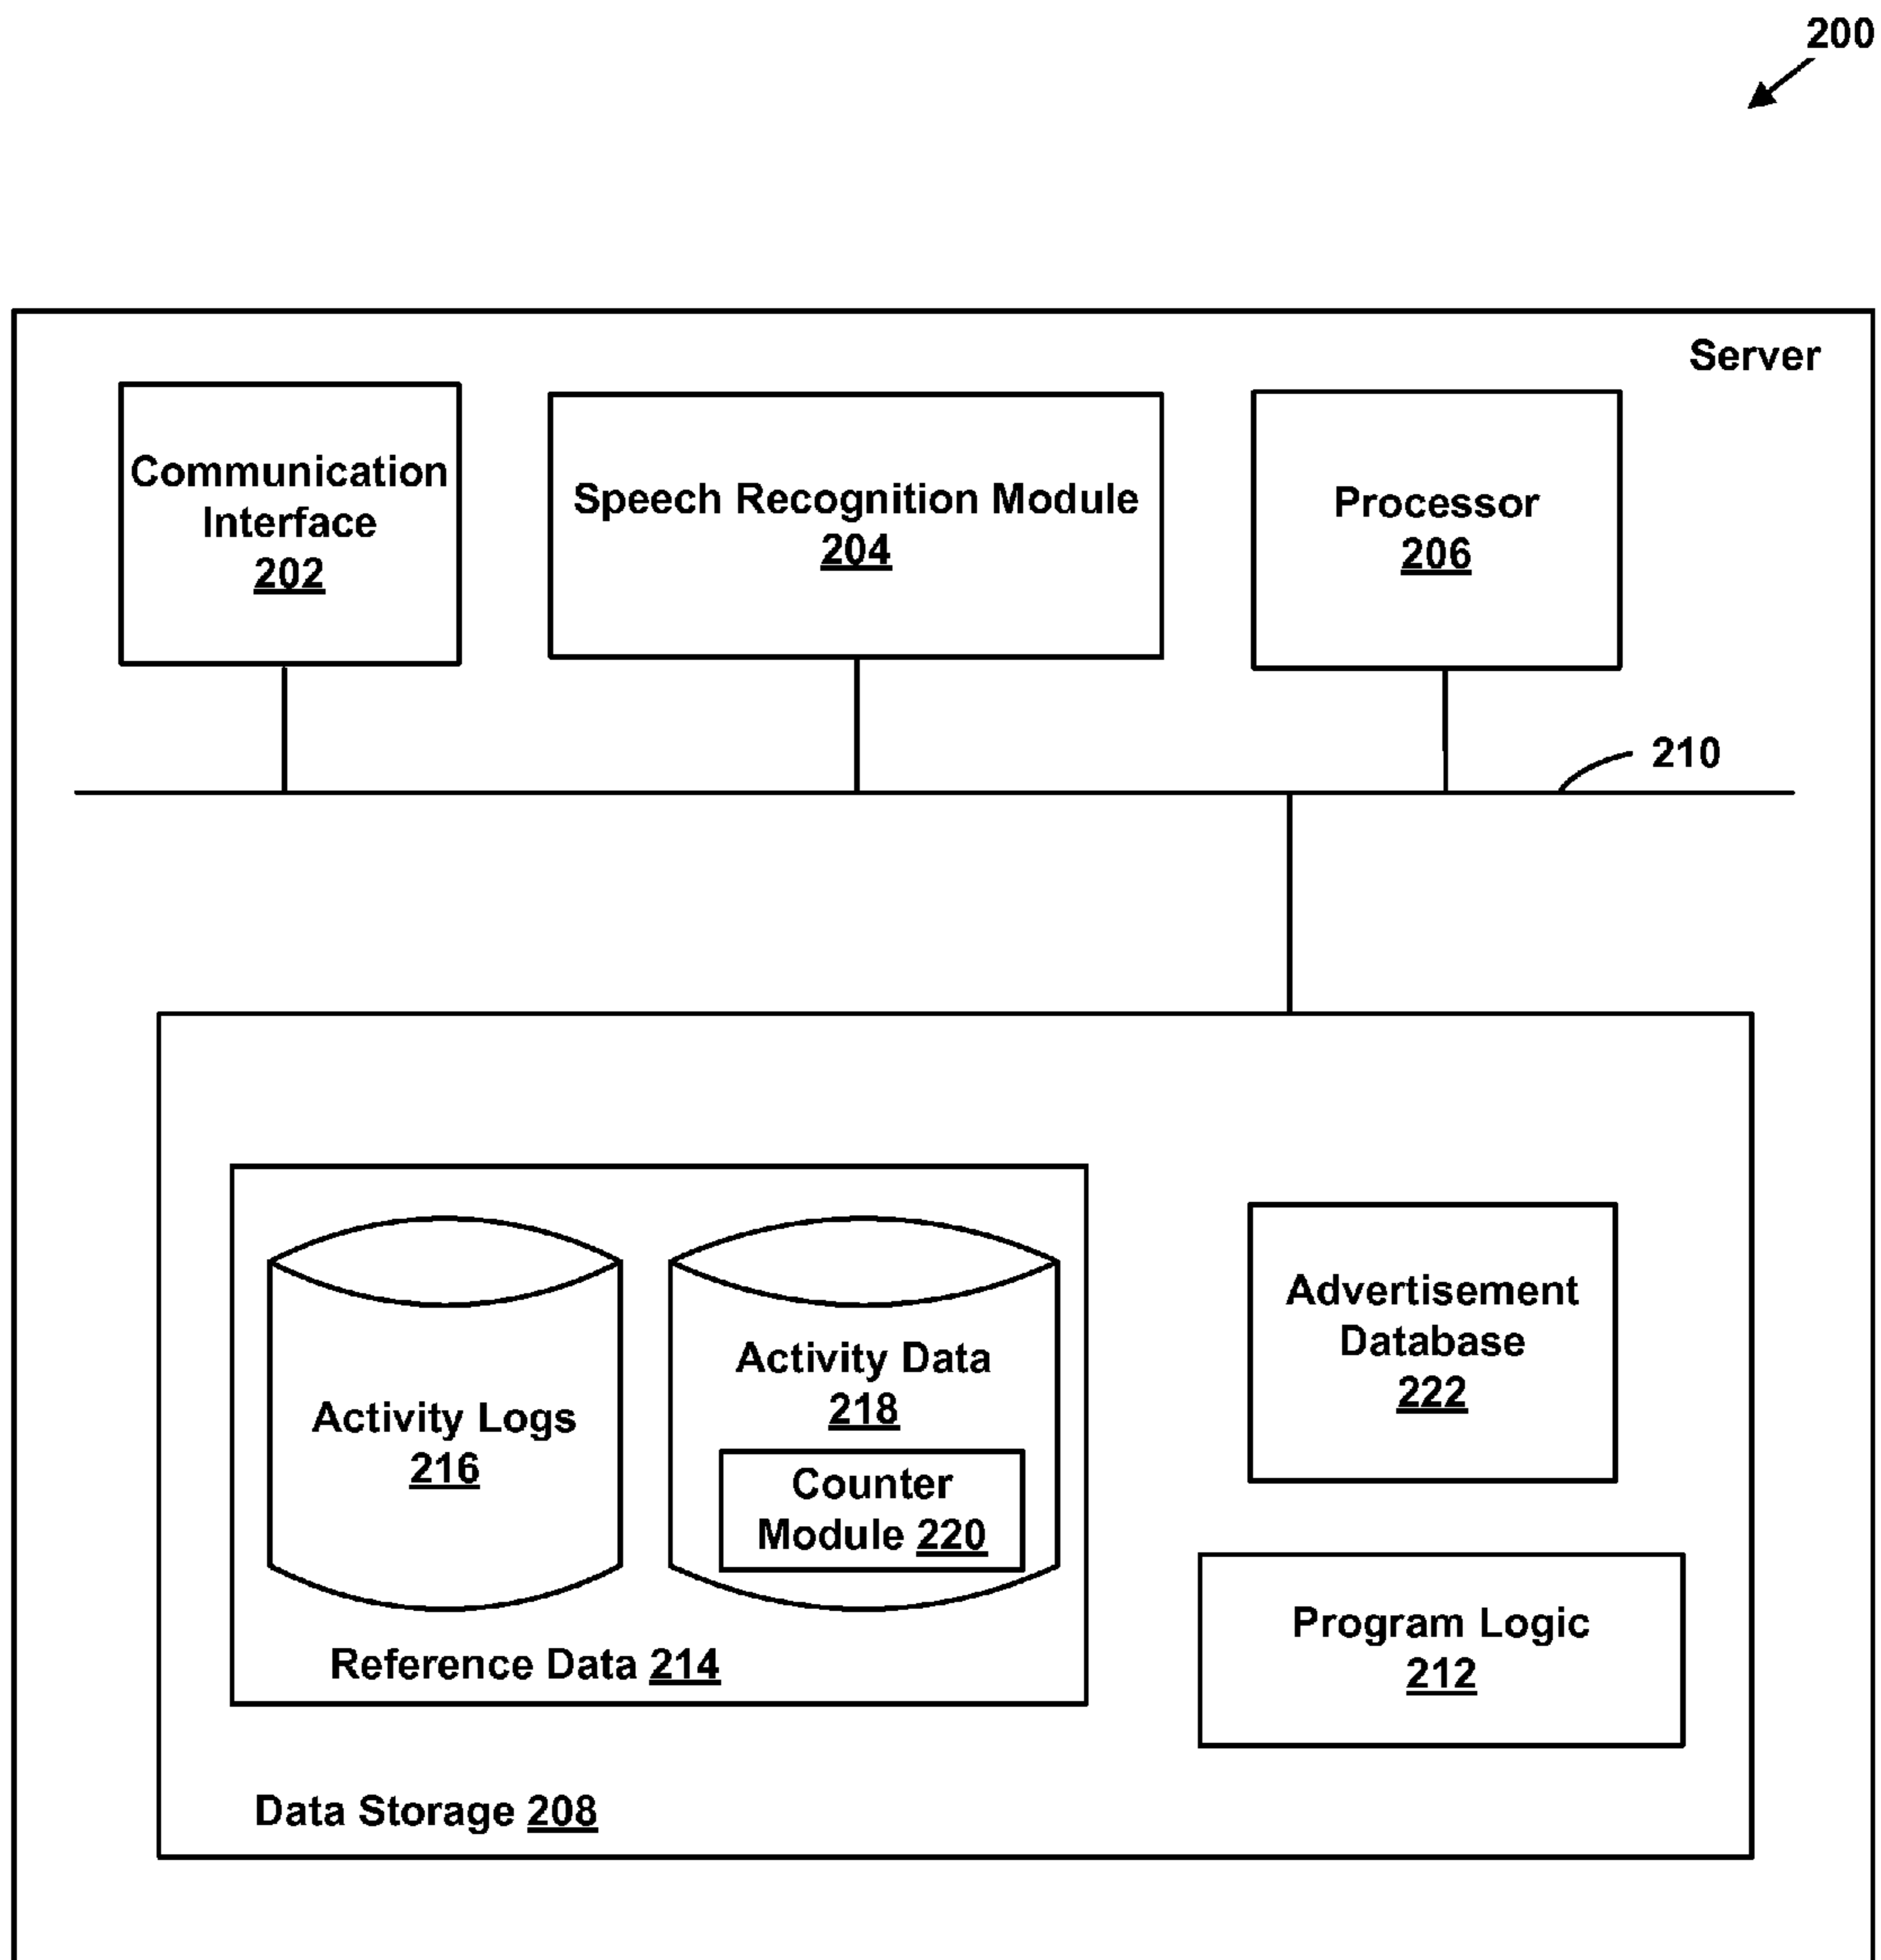 200
Server
Communication
Interface
202
Speech Recognition Module
204
Processor
206
210
Activity Logs
216
Activity Data
218
Counter
Module 220
Reference Data 214
Advertisement
Database
222
Program Logic
212
Data Storage 208